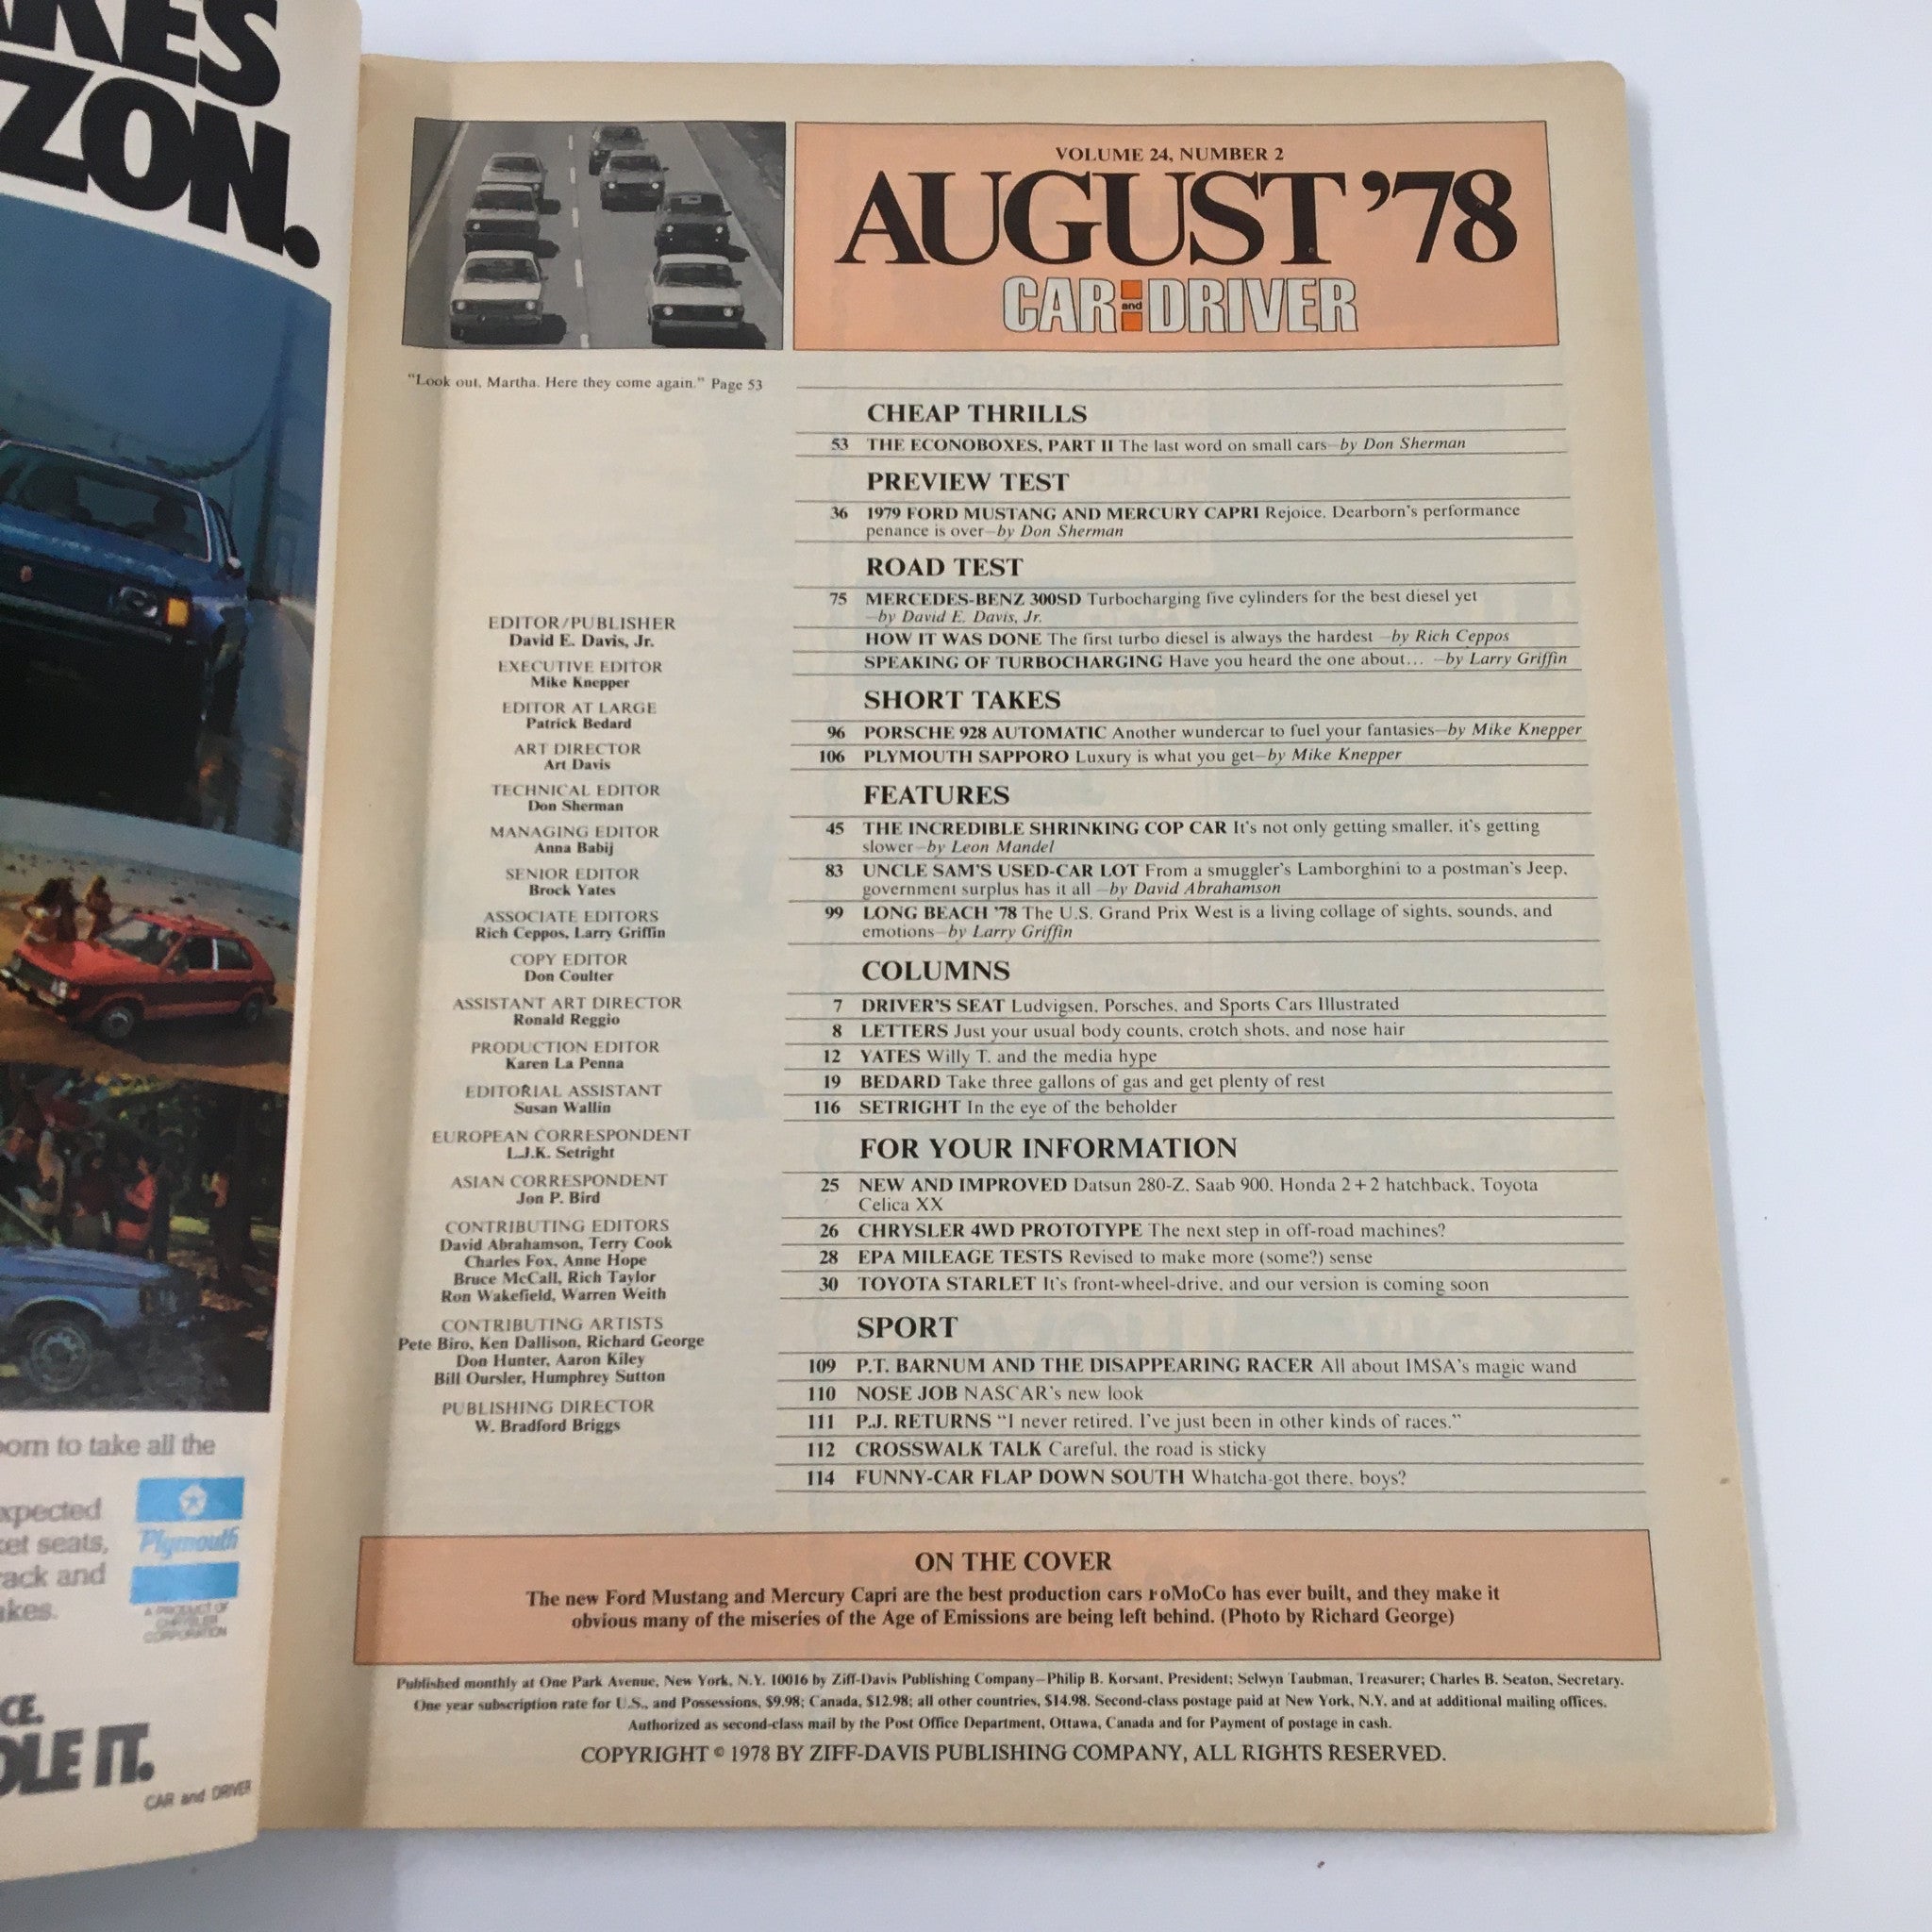 AKES
ZON.
oom to take all the
xpected
ket seats,
rack and
akes.
Plymouth
A PRODUCT OF
CHRYSLER
CORPORATION
CE.
DLE IT.
CAR and DRIVER
VOLUME 24, NUMBER 2
AUGUST ’78
CAR and DRIVER
“Look out, Martha. Here they come again.” Page 53
EDITOR/PUBLISHER
David E. Davis, Jr.
EXECUTIVE EDITOR
Mike Knepper
EDITOR AT LARGE
Patrick Bedard
ART DIRECTOR
Art Davis
TECHNICAL EDITOR
Don Sherman
MANAGING EDITOR
Anna Babij
SENIOR EDITOR
Brock Yates
ASSOCIATE EDITORS
Rich Ceppos, Larry Griffin
COPY EDITOR
Don Coulter
ASSISTANT ART DIRECTOR
Ronald Reggio
PRODUCTION EDITOR
Karen La Penna
EDITORIAL ASSISTANT
Susan Wallin
EUROPEAN CORRESPONDENT
L.J.K. Setright
ASIAN CORRESPONDENT
Jon P. Bird
CONTRIBUTING EDITORS
David Abrahamson, Terry Cook
Charles Fox, Anne Hope
Bruce McCall, Rich Taylor
Ron Wakefield, Warren Weith
CONTRIBUTING ARTISTS
Pete Biro, Ken Dallison, Richard George
Don Hunter, Aaron Kiley
Bill Oursler, Humphrey Sutton
PUBLISHING DIRECTOR
W. Bradford Briggs
CHEAP THRILLS
53 THE ECONOBOXES, PART II The last word on small cars—by Don Sherman
PREVIEW TEST
36 1979 FORD MUSTANG AND MERCURY CAPRI Rejoice. Dearborn’s performance
penance is over—by Don Sherman
ROAD TEST
75 MERCEDES-BENZ 300SD Turbocharging five cylinders for the best diesel yet
—by David E. Davis, Jr.
HOW IT WAS DONE The first turbo diesel is always the hardest —by Rich Ceppos
SPEAKING OF TURBOCHARGING Have you heard the one about... —by Larry Griffin
SHORT TAKES
96 PORSCHE 928 AUTOMATIC Another wundercar to fuel your fantasies—by Mike Knepper
106 PLYMOUTH SAPPORO Luxury is what you get—by Mike Knepper
FEATURES
45 THE INCREDIBLE SHRINKING COP CAR It’s not only getting smaller, it’s getting
slower—by Leon Mandel
83 UNCLE SAM’S USED-CAR LOT From a smuggler’s Lamborghini to a postman’s Jeep,
government surplus has it all —by David Abrahamson
99 LONG BEACH ’78 The U.S. Grand Prix West is a living collage of sights, sounds, and
emotions—by Larry Griffin
COLUMNS
7 DRIVER’S SEAT Ludvigsen, Porsches, and Sports Cars Illustrated
8 LETTERS Just your usual body counts, crotch shots, and nose hair
12 YATES Willy T. and the media hype
19 BEDARD Take three gallons of gas and get plenty of rest
116 SETRIGHT In the eye of the beholder
FOR YOUR INFORMATION
25 NEW AND IMPROVED Datsun 280-Z, Saab 900, Honda 2+2 hatchback, Toyota
Celica XX
26 CHRYSLER 4WD PROTOTYPE The next step in off-road machines?
28 EPA MILEAGE TESTS Revised to make more (some?) sense
30 TOYOTA STARLET It’s front-wheel-drive, and our version is coming soon
SPORT
109 P.T. BARNUM AND THE DISAPPEARING RACER All about IMSA’s magic wand
110 NOSE JOB NASCAR’s new look
111 P.J. RETURNS “I never retired. I’ve just been in other kinds of races.”
112 CROSSWALK TALK Careful, the road is sticky
114 FUNNY-CAR FLAP DOWN SOUTH Whatcha-got there, boys?
ON THE COVER
The new Ford Mustang and Mercury Capri are the best production cars FoMoCo has ever built, and they make it
obvious many of the miseries of the Age of Emissions are being left behind. (Photo by Richard George)
Published monthly at One Park Avenue, New York, N.Y. 10016 by Ziff-Davis Publishing Company—Philip B. Korsant, President; Selwyn Taubman, Treasurer; Charles B. Seaton, Secretary.
One year subscription rate for U.S., and Possessions, $9.98; Canada, $12.98; all other countries, $14.98. Second-class postage paid at New York, N.Y. and at additional mailing offices.
Authorized as second-class mail by the Post Office Department, Ottawa, Canada and for Payment of postage in cash.
COPYRIGHT © 1978 BY ZIFF-DAVIS PUBLISHING COMPANY, ALL RIGHTS RESERVED.